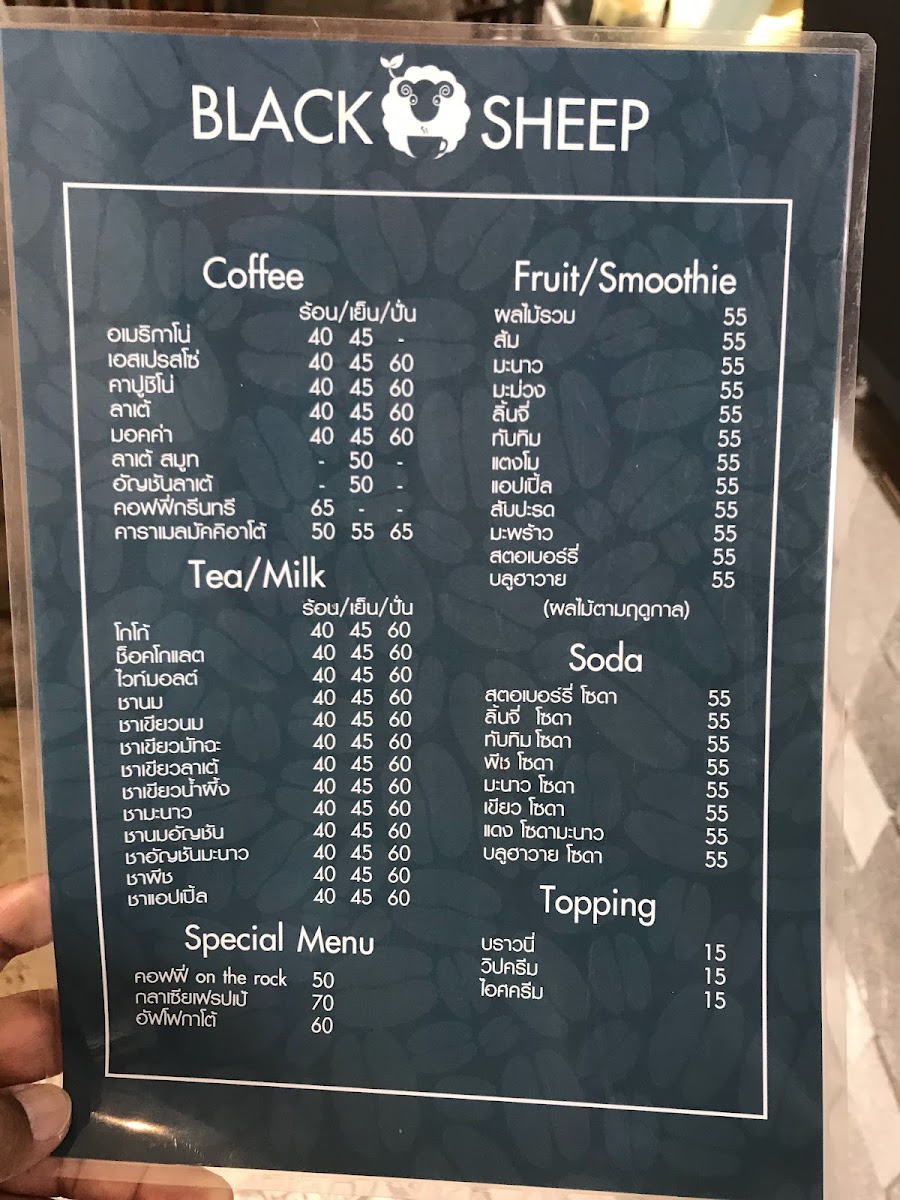 BLACK SHEEP
Coffee
ร้อน/เย็น/ปั่น
อเมริกาโน่ 40 45 -
เอสเปรสโซ่ 40 45 60
คาปูชิโน่ 40 45 60
ลาเต้ 40 45 60
มอคค่า 40 45 60
ลาเต้ สมูท - 50 -
อัญชันลาเต้ - 50 -
คอฟฟี่ทรีนทรี 65 - -
คาราเมลมัคคิอาโต้ 50 55 65
Tea/Milk
ร้อน/เย็น/ปั่น
โกโก้ 40 45 60
ช็อคโกแลต 40 45 60
ไวท์มอลต์ 40 45 60
ชานม 40 45 60
ชาเขียวนม 40 45 60
ชาเขียวมัทฉะ 40 45 60
ชาเขียวลาเต้ 40 45 60
ชาเขียวน้ำผึ้ง 40 45 60
ชามะนาว 40 45 60
ชานมอัญชัน 40 45 60
ชาอัญชันมะนาว 40 45 60
ชาพีช 40 45 60
ชาแอปเปิ้ล 40 45 60
Special Menu
คอฟฟี่ on the rock 50
กลาเซียเฟรปเป้ 70
อัฟโฟกาโต้ 60
Fruit/Smoothie
ผลไม้รวม 55
ส้ม 55
มะนาว 55
มะม่วง 55
ลิ้นจี่ 55
ทับทิม 55
แตงโม 55
แอปเปิ้ล 55
สับปะรด 55
มะพร้าว 55
สตอเบอร์รี่ 55
บลูฮาวาย 55
(ผลไม้ตามฤดูกาล)
Soda
สตอเบอร์รี่ โซดา 55
ลิ้นจี่ โซดา 55
ทับทิม โซดา 55
พีช โซดา 55
มะนาว โซดา 55
เขียว โซดา 55
แดง โซดามะนาว 55
บลูฮาวาย โซดา 55
Topping
บราวนี่ 15
วิปครีม 15
ไอศครีม 15